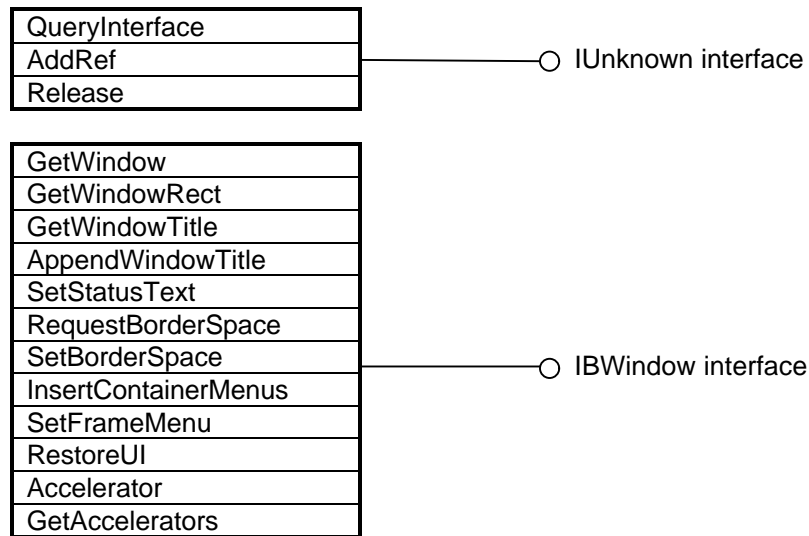 QueryInterface
AddRef
Release
IUnknown interface
GetWindow
GetWindowRect
GetWindowTitle
AppendWindowTitle
SetStatusText
RequestBorderSpace
SetBorderSpace
InsertContainerMenus
SetFrameMenu
RestoreUI
Accelerator
GetAccelerators
IBWindow interface